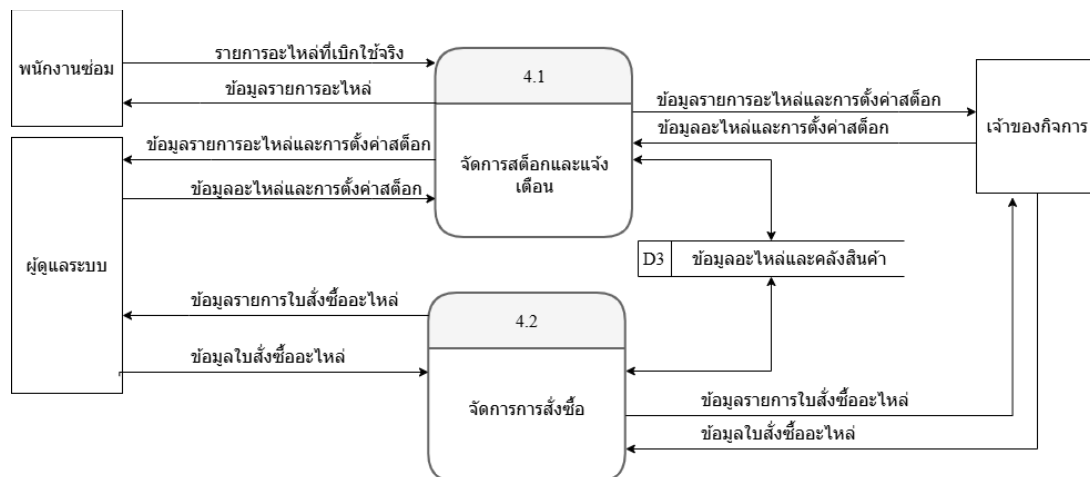 พนักงานซ่อม
รายการอะไหล่ที่เบิกใช้จริง
ข้อมูลรายการอะไหล่
4.1
จัดการสต็อกและแจ้ง
เตือน
ข้อมูลรายการอะไหล่และการตั้งค่าสต็อก
ข้อมูลอะไหล่และการตั้งค่าสต็อก
เจ้าของกิจการ
ข้อมูลรายการอะไหล่และการตั้งค่าสต็อก
ข้อมูลอะไหล่และการตั้งค่าสต็อก
ผู้ดูแลระบบ
D3 ข้อมูลอะไหล่และคลังสินค้า
ข้อมูลรายการใบสั่งซื้ออะไหล่
ข้อมูลใบสั่งซื้ออะไหล่
4.2
จัดการการสั่งซื้อ
ข้อมูลรายการใบสั่งซื้ออะไหล่
ข้อมูลใบสั่งซื้ออะไหล่